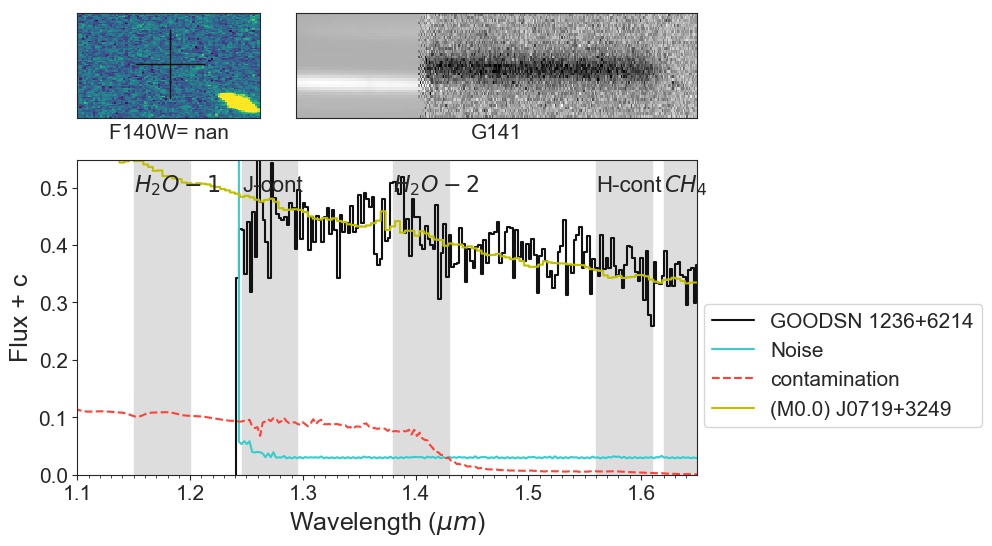 F140W= nan
G141
H₂O − 1
J-cont
H₂O − 2
H-cont
CH₄
0.5
0.4
0.3
0.2
0.1
0.0
Flux + c
1.1
1.2
1.3
1.4
1.5
1.6
Wavelength (μm)
GOODSN 1236+6214
Noise
contamination
(M0.0) J0719+3249